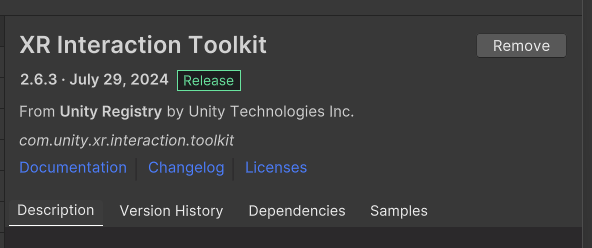 XR Interaction Toolkit
Remove
2.6.3 · July 29, 2024 Release
From Unity Registry by Unity Technologies Inc.
com.unity.xr.interaction.toolkit
Documentation Changelog Licenses
Description Version History Dependencies Samples